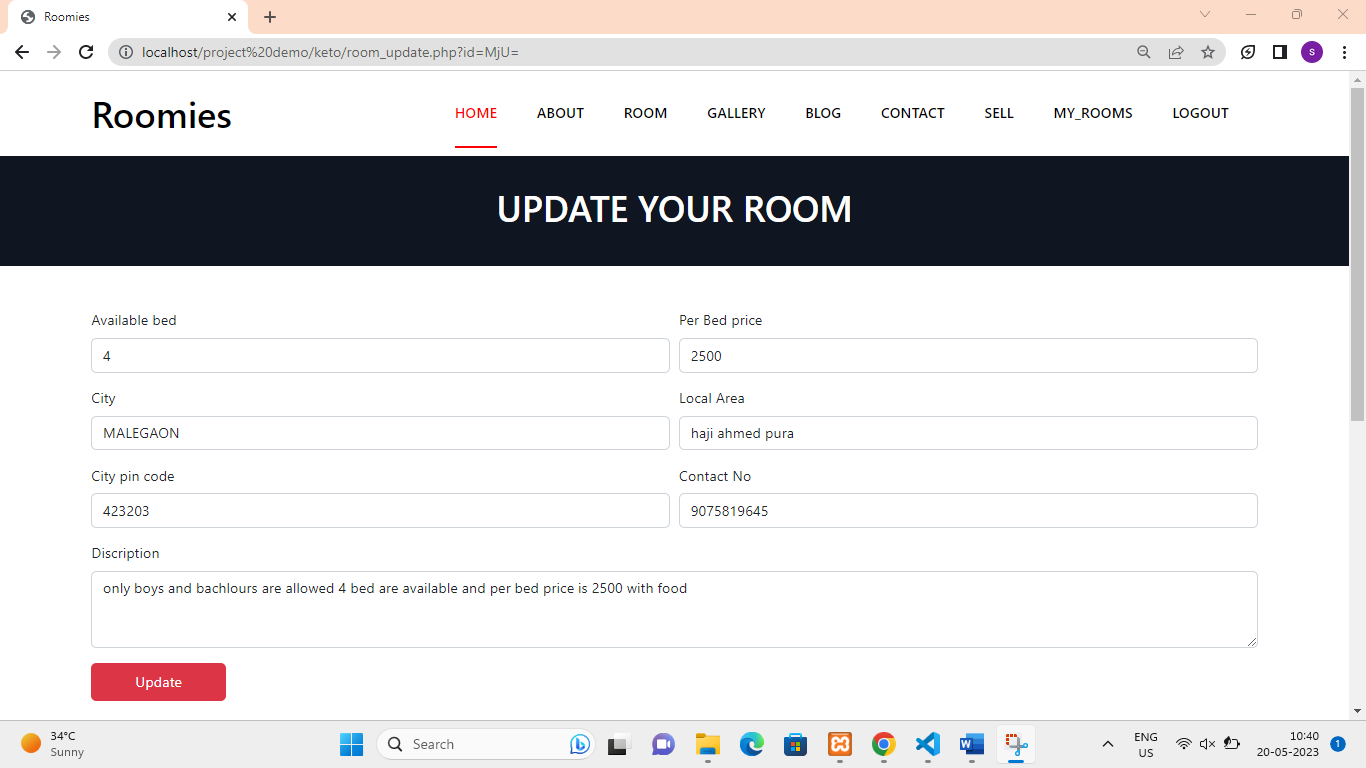 Roomies
localhost/project%20demo/keto/room_update.php?id=MjU=
s
Roomies
HOME ABOUT ROOM GALLERY BLOG CONTACT SELL MY_ROOMS LOGOUT
UPDATE YOUR ROOM
Available bed Per Bed price
4 2500
City Local Area
MALEGAON haji ahmed pura
City pin code Contact No
423203 9075819645
Discription
only boys and bachlours are allowed 4 bed are available and per bed price is 2500 with food
Update
34°C
Sunny
Search
ENG
US
10:40
20-05-2023
1